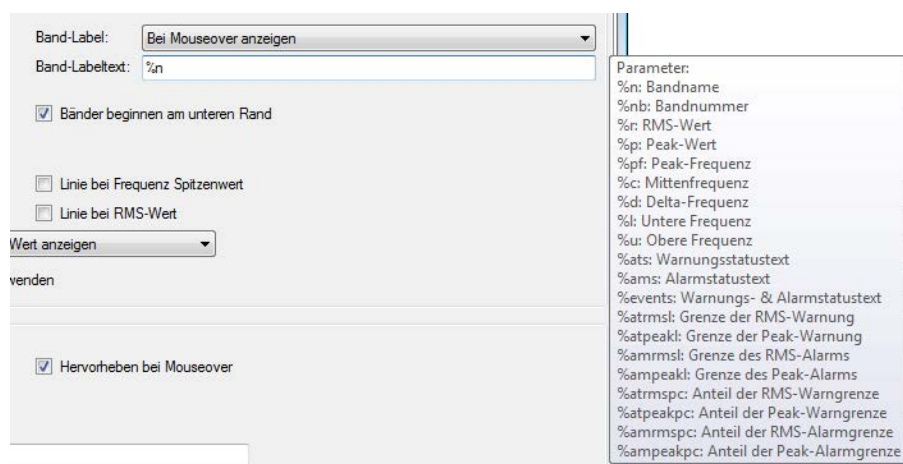 Band-Label: Bei Mouseover anzeigen
Band-Labeltext: %n
Bänder beginnen am unteren Rand
Linie bei Frequenz Spitzenwert
Linie bei RMS-Wert
Wert anzeigen
wenden
Hervorheben bei Mouseover
Parameter:
%n: Bandname
%nb: Bandnummer
%r: RMS-Wert
%p: Peak-Wert
%pf: Peak-Frequenz
%c: Mittenfrequenz
%d: Delta-Frequenz
%l: Untere Frequenz
%u: Obere Frequenz
%ats: Warnungsstatustext
%ams: Alarmstatustext
%events: Warnungs- & Alarmstatustext
%atrmsl: Grenze der RMS-Warnung
%atpeakl: Grenze der Peak-Warnung
%amrmsl: Grenze des RMS-Alarms
%ampeakl: Grenze des Peak-Alarms
%atrmspc: Anteil der RMS-Warngrenze
%atpeakpc: Anteil der Peak-Warngrenze
%amrmspc: Anteil der RMS-Alarmgrenze
%ampeakpc: Anteil der Peak-Alarmgrenze